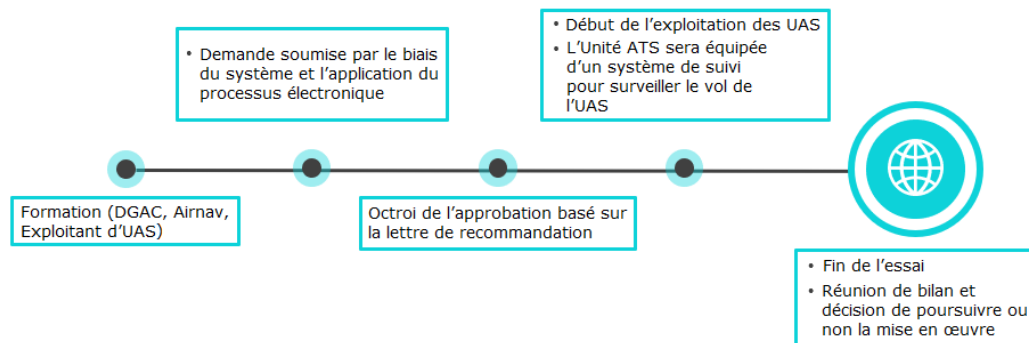 Formation (DGAC, Airnav,
Exploitant d'UAS)
• Demande soumise par le biais
du système et l'application du
processus électronique
Octroi de l'approbation basé sur
la lettre de recommandation
• Début de l'exploitation des UAS
• L'Unité ATS sera équipée
d'un système de suivi
pour surveiller le vol de
l'UAS
• Fin de l'essai
• Réunion de bilan et
décision de poursuivre ou
non la mise en œuvre